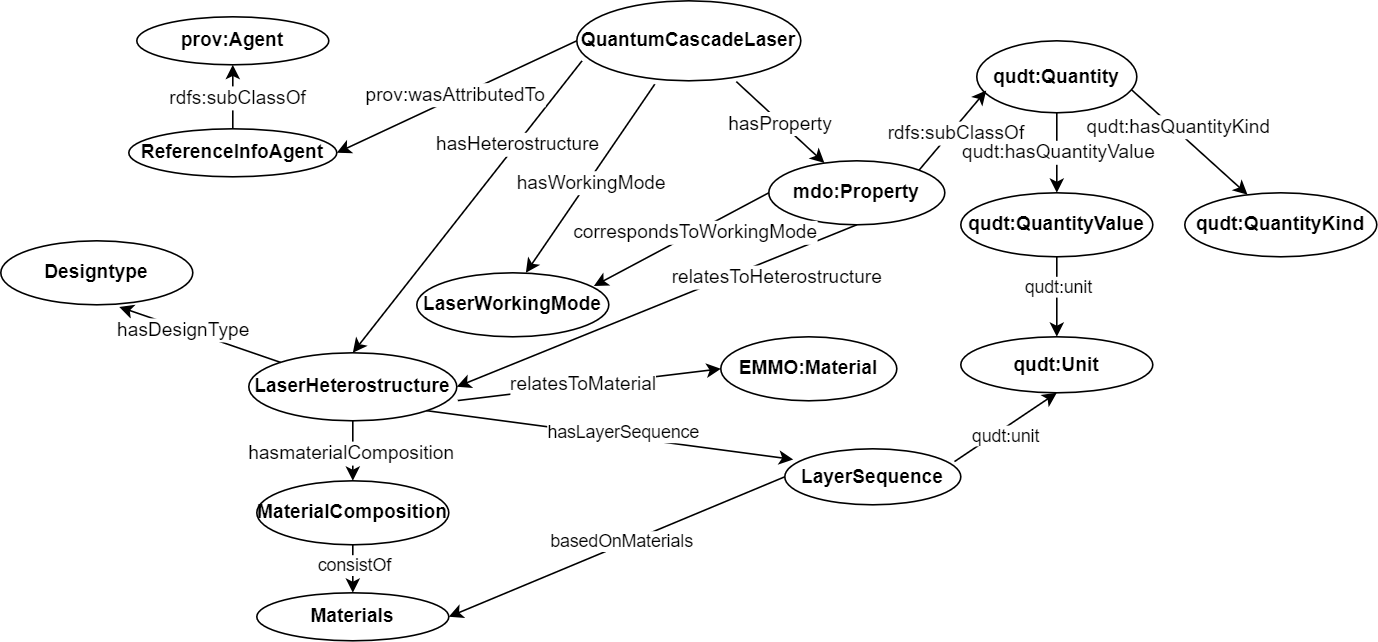 prov:Agent
QuantumCascadeLaser
qudt:Quantity
rdfs:subClassOf
prov:wasAttributedTo
hasProperty
rdfs:subClassOf
qudt:hasQuantityKind
ReferenceInfoAgent
hasHeterostructure
qudt:hasQuantityValue
hasWorkingMode
mdo:Property
qudt:QuantityValue
qudt:QuantityKind
correspondsToWorkingMode
Designtype
relatesToHeterostructure
qudt:unit
LaserWorkingMode
hasDesignType
EMMO:Material
qudt:Unit
LaserHeterostructure
relatesToMaterial
hasLayerSequence
qudt:unit
hasmaterialComposition
LayerSequence
MaterialComposition
basedOnMaterials
consistOf
Materials